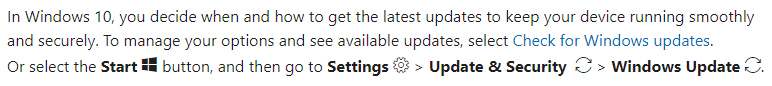 In Windows 10, you decide when and how to get the latest updates to keep your device running smoothly
and securely. To manage your options and see available updates, select Check for Windows updates.
Or select the Start button, and then go to Settings > Update & Security > Windows Update .